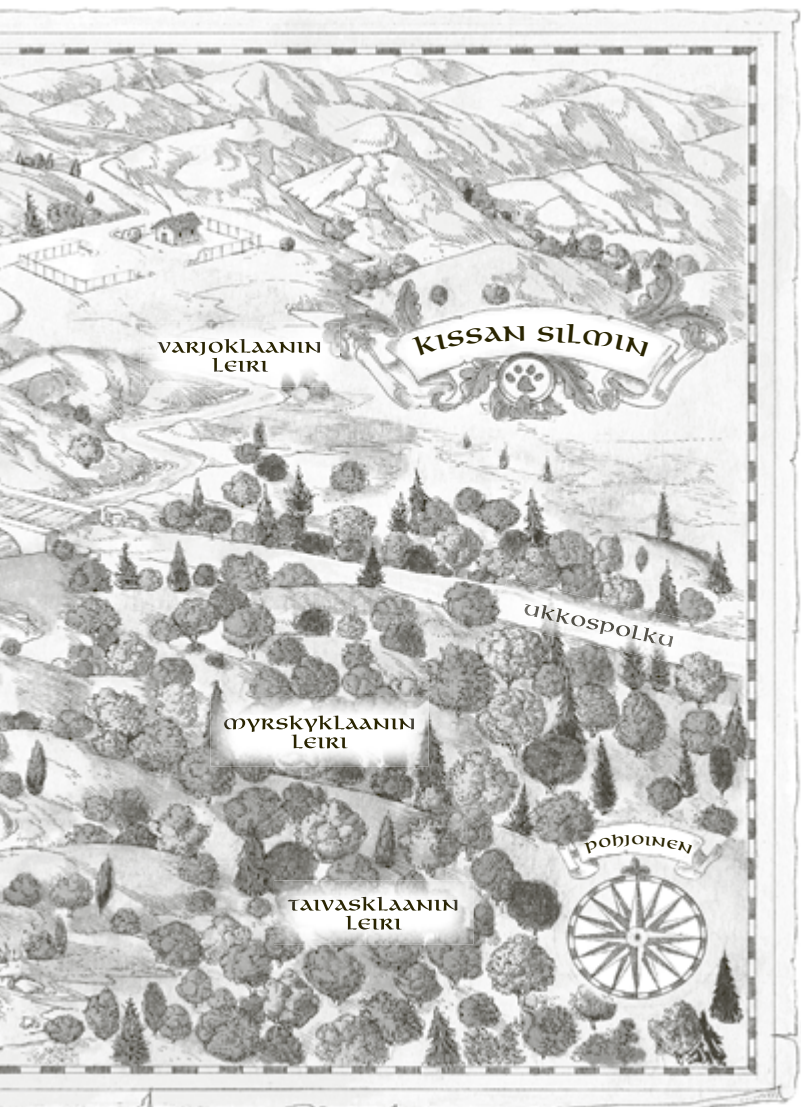 VARJOKLAANIN
LEIRI
KISSAN SILMIN
UKKOSPOLKU
MYRSKYKLAANIN
LEIRI
POHJOINEN
TAIVASKLAANIN
LEIRI